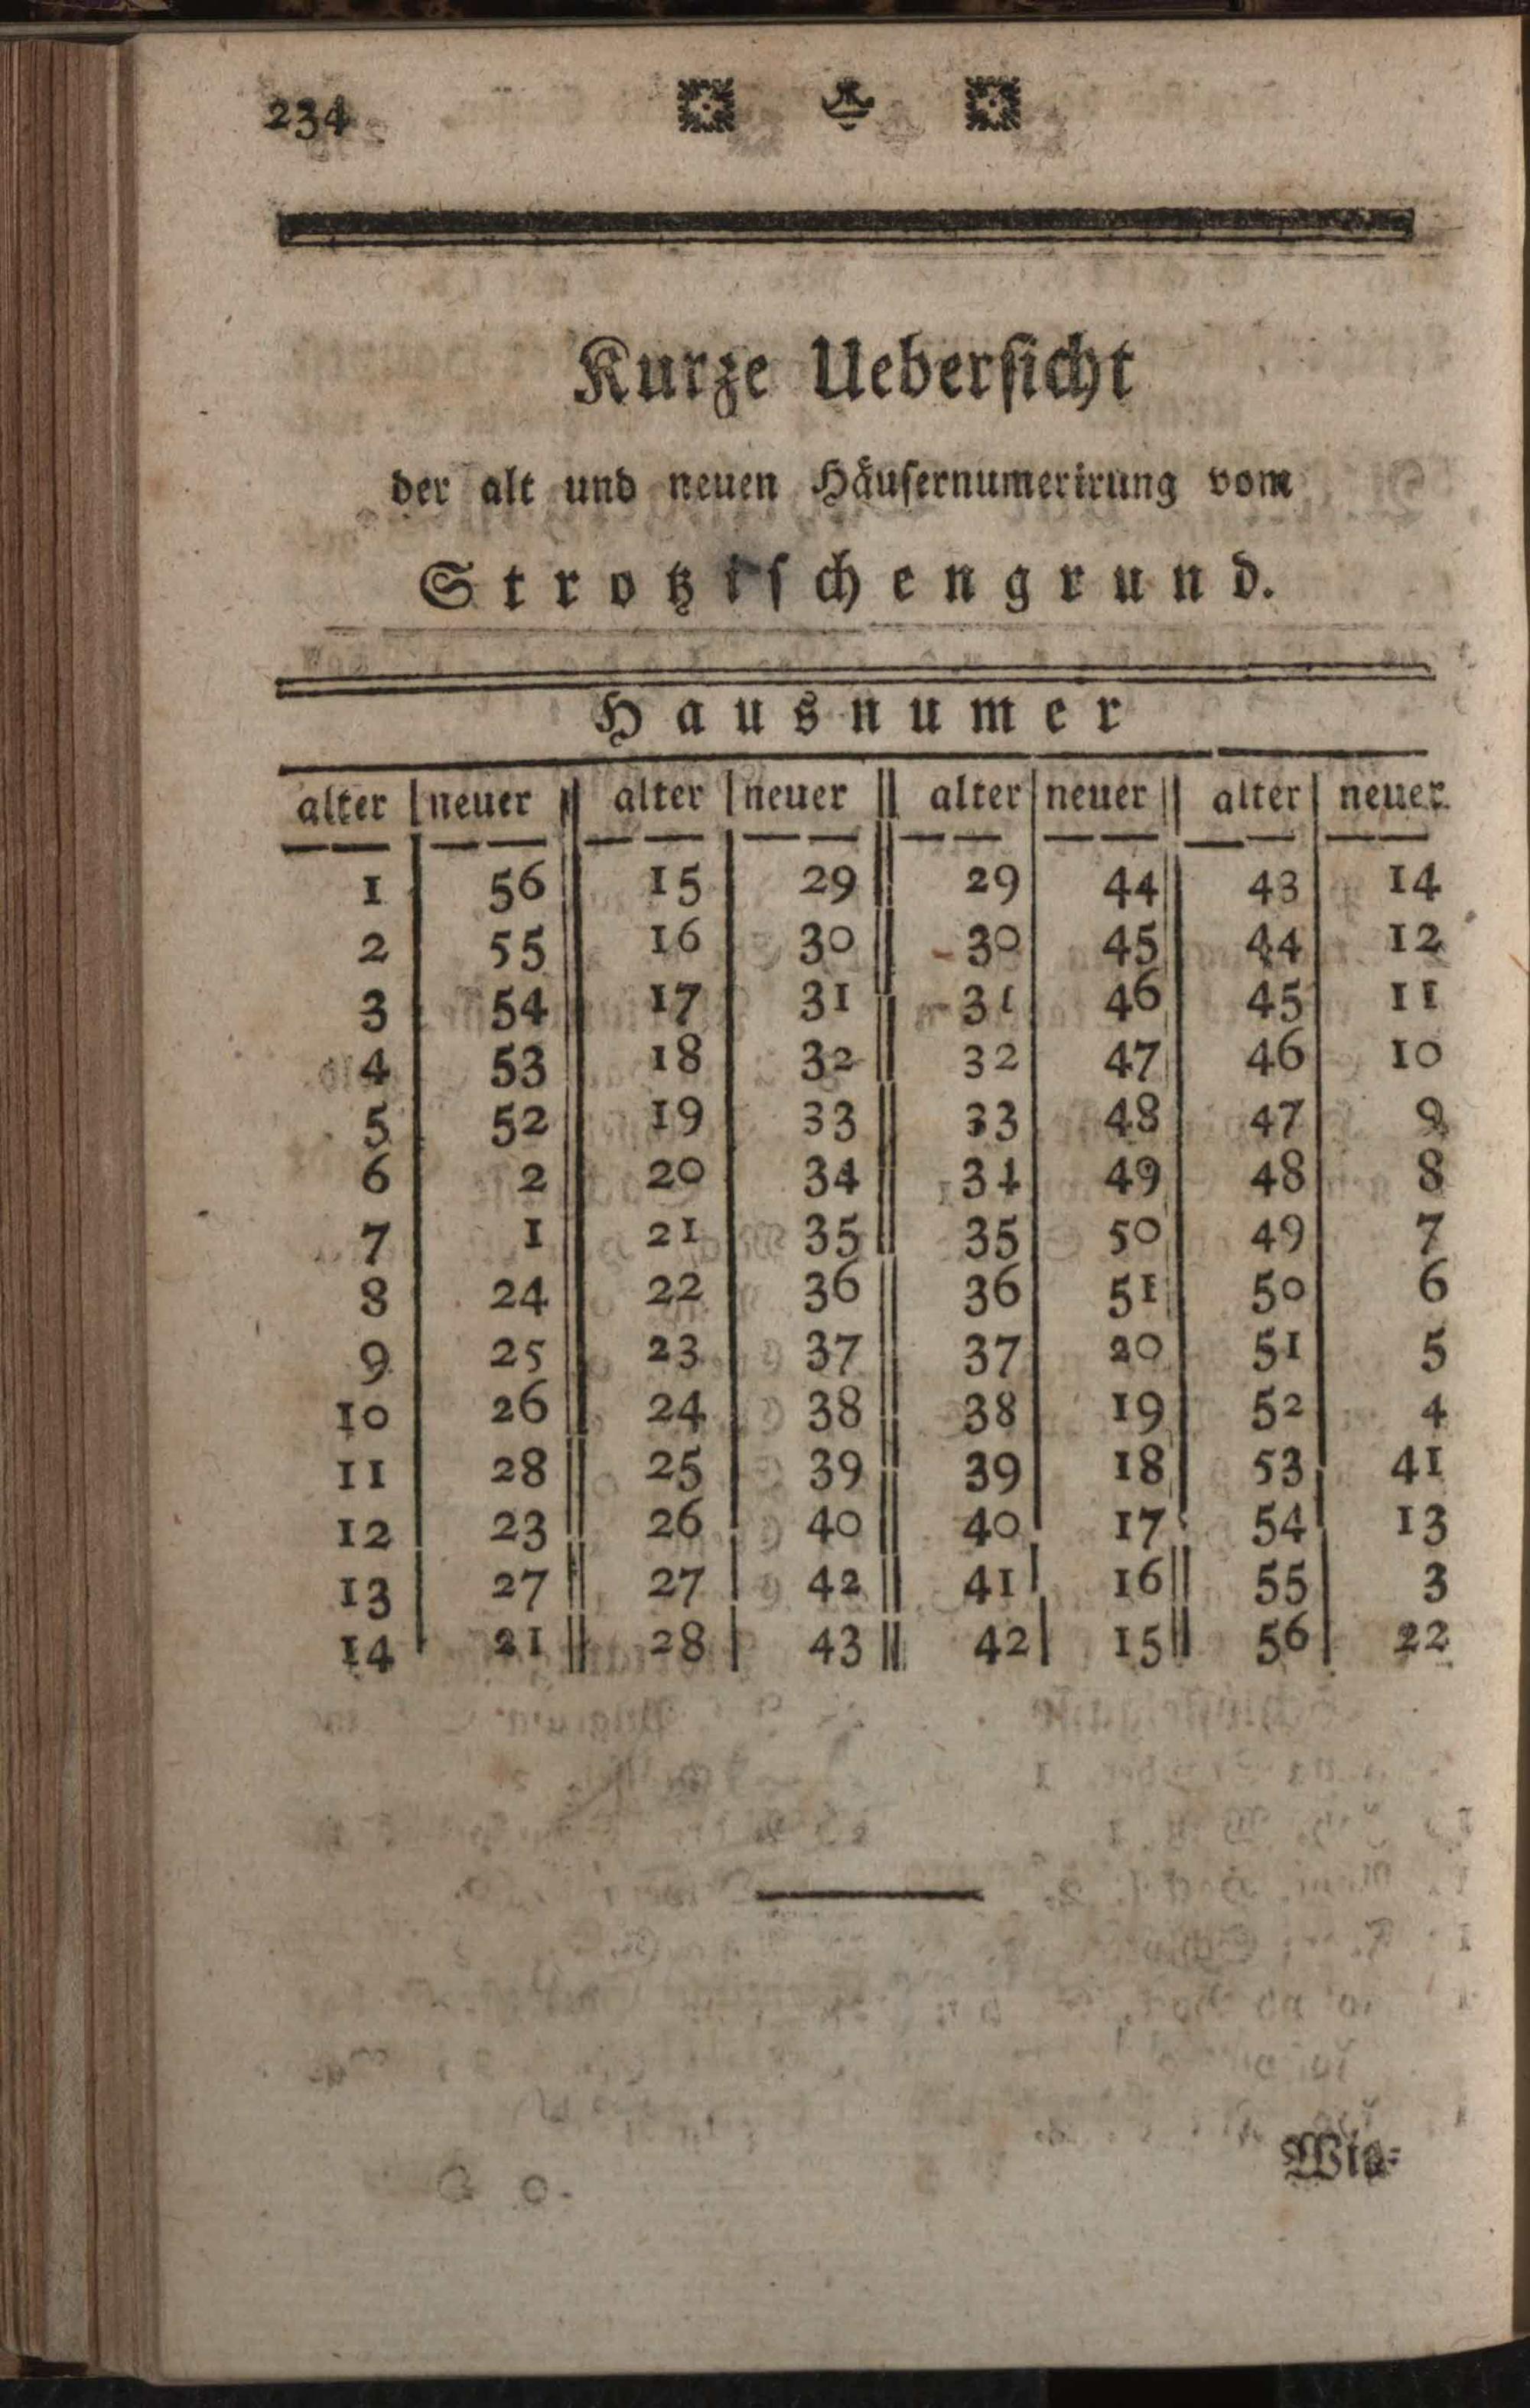 234
Kurze Ueberſicht
der alt und neuen Häuſernumerirung vom
Strotziſchengrund.
Hausnumer
alter neuer alter neuer alter neuer alter neuer.
1 56 15 29 29 44 43 14
2 55 16 30 30 45 44 12
3 54 17 31 31 46 45 11
4 53 18 32 32 47 46 10
5 52 19 33 33 48 47 9
6 2 20 34 34 49 48 8
7 1 21 35 35 50 49 7
8 24 22 36 36 51 50 6
9 25 23 37 37 20 51 5
10 26 24 38 38 19 52 4
11 28 25 39 39 18 53 41
12 23 26 40 40 17 54 13
13 27 27 42 41 16 55 3
14 21 28 43 42 15 56 22
Wie-